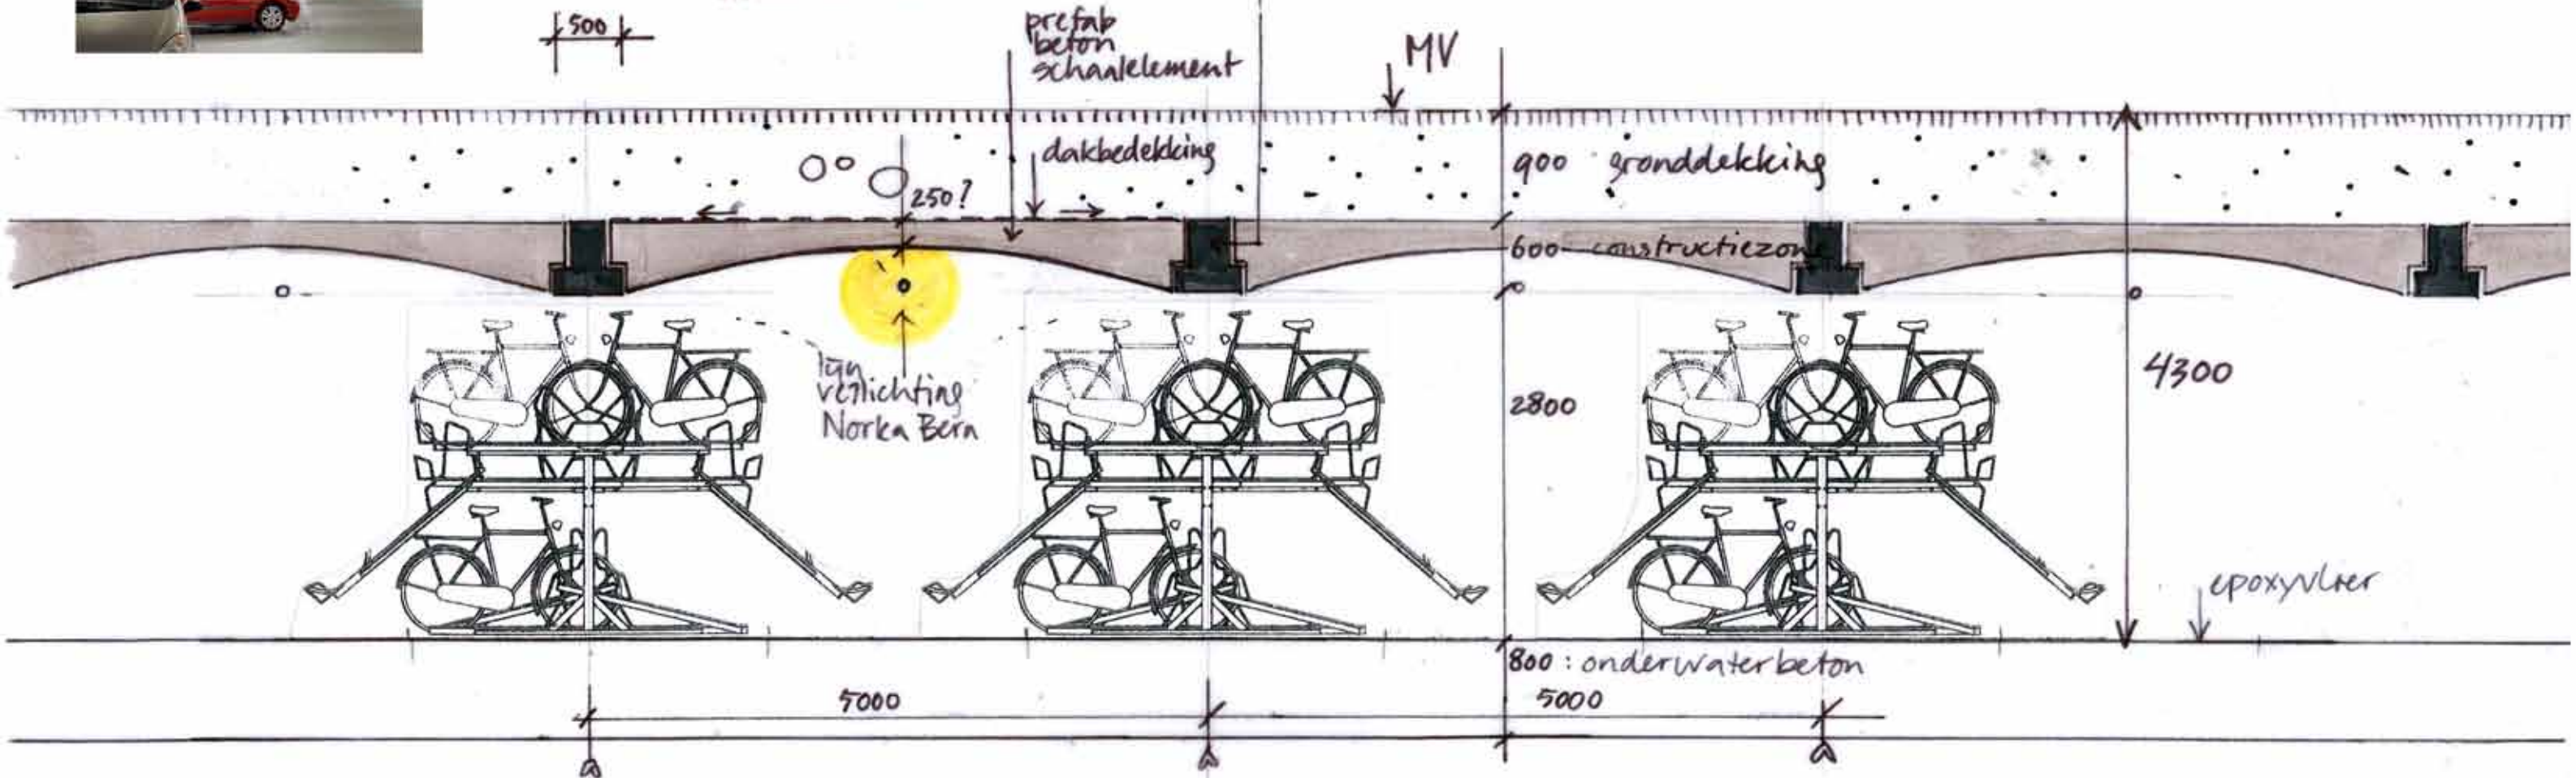 500
prefab
beton
schaalelement
MV
dakbedekking
900 gronddekking
250?
600 constructiezone
lijn
verlichting
Norka Bern
2800
4300
epoxyvloer
800 : onderwaterbeton
5000
5000